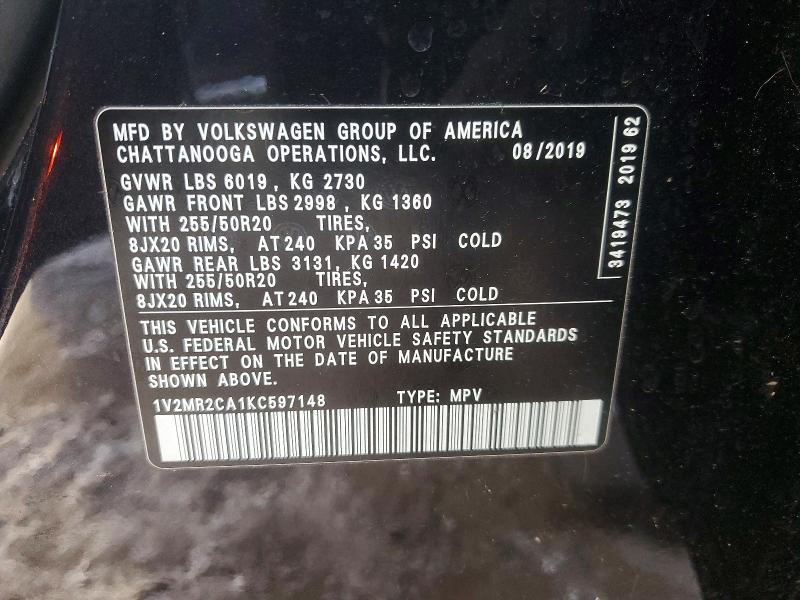 MFD BY VOLKSWAGEN GROUP OF AMERICA
CHATTANOOGA OPERATIONS, LLC. 08/2019
GVWR LBS 6019, KG 2730
GAWR FRONT LBS 2998, KG 1360
WITH 255/50R20 TIRES,
8JX20 RIMS, AT 240 KPA 35 PSI COLD
GAWR REAR LBS 3131, KG 1420
WITH 255/50R20 TIRES,
8JX20 RIMS, AT 240 KPA 35 PSI COLD
THIS VEHICLE CONFORMS TO ALL APPLICABLE
U.S. FEDERAL MOTOR VEHICLE SAFETY STANDARDS
IN EFFECT ON THE DATE OF MANUFACTURE
SHOWN ABOVE.
1V2MR2CA1KC597148 TYPE: MPV
3419473 2019 62